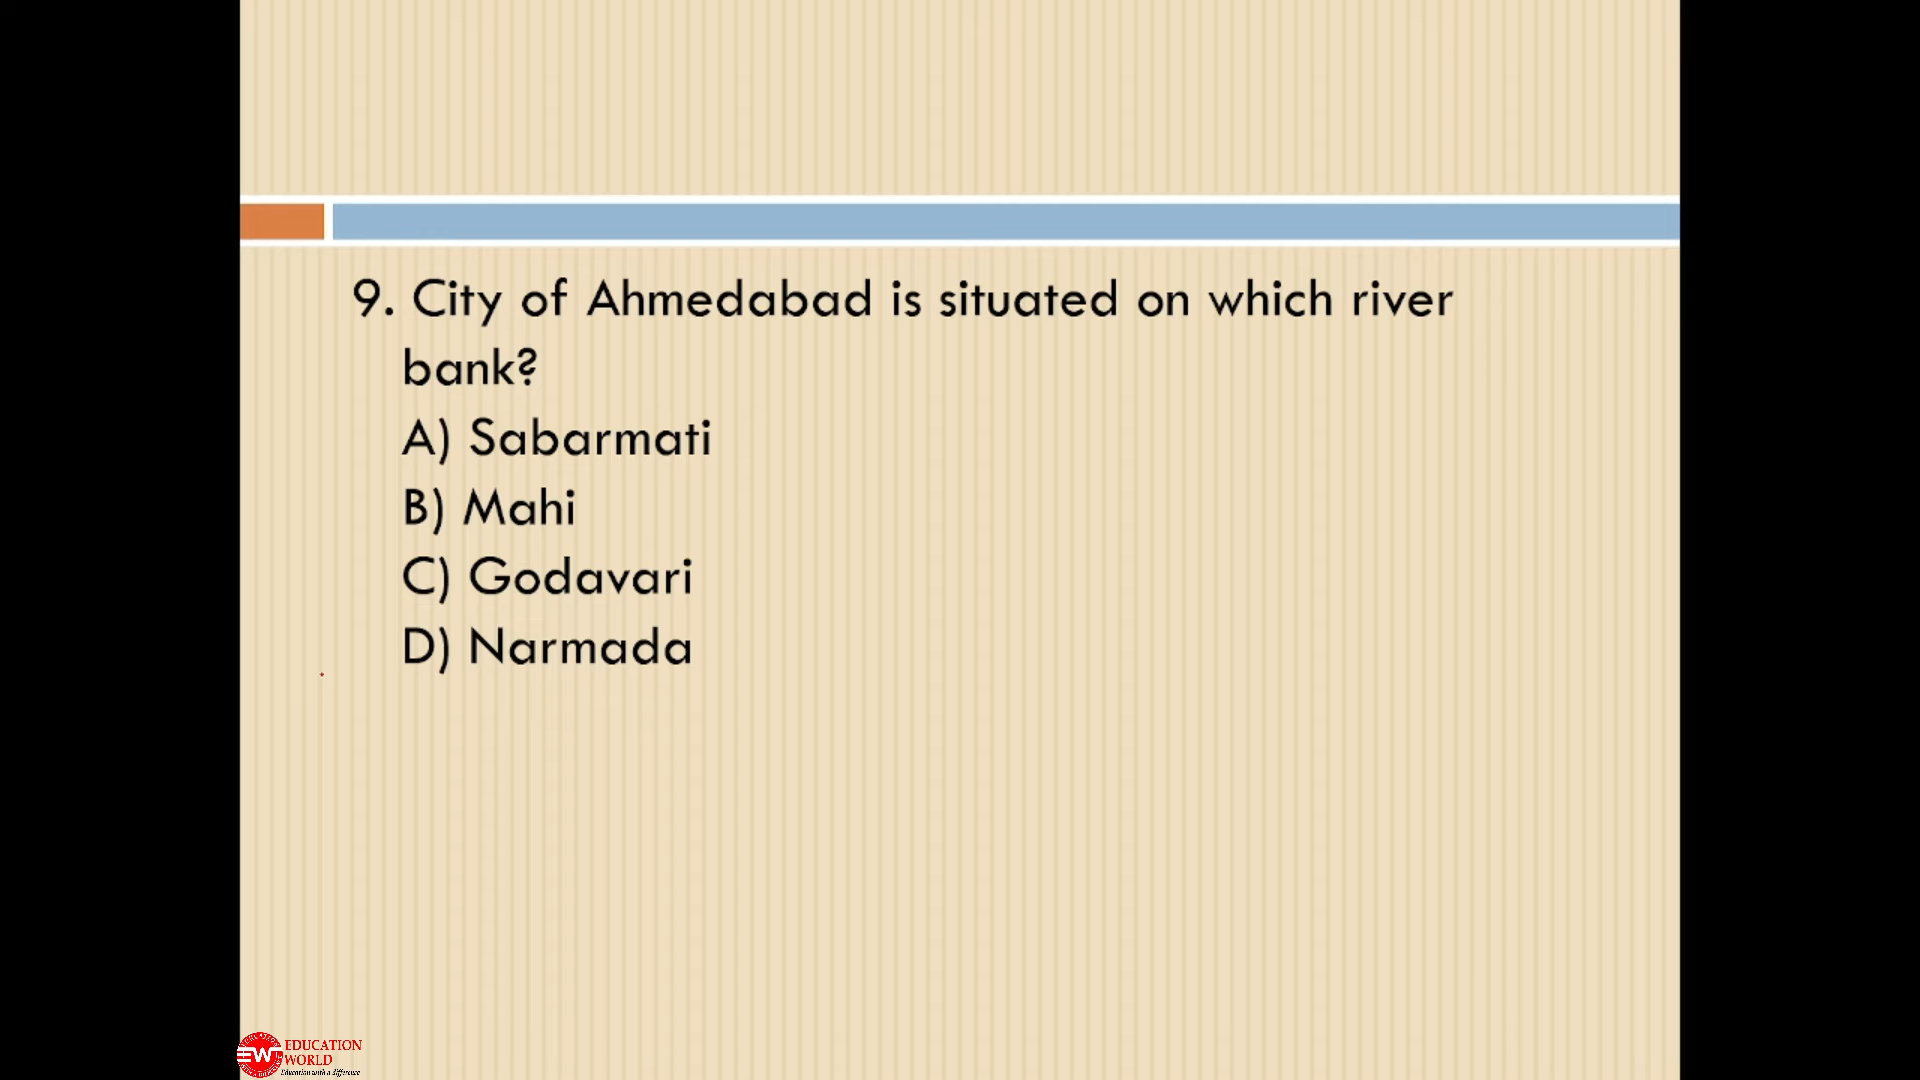 9. City of Ahmedabad is situated on which river
bank?
A) Sabarmati
B) Mahi
C) Godavari
D) Narmada
EDUCATION
WORLD
Education with a difference